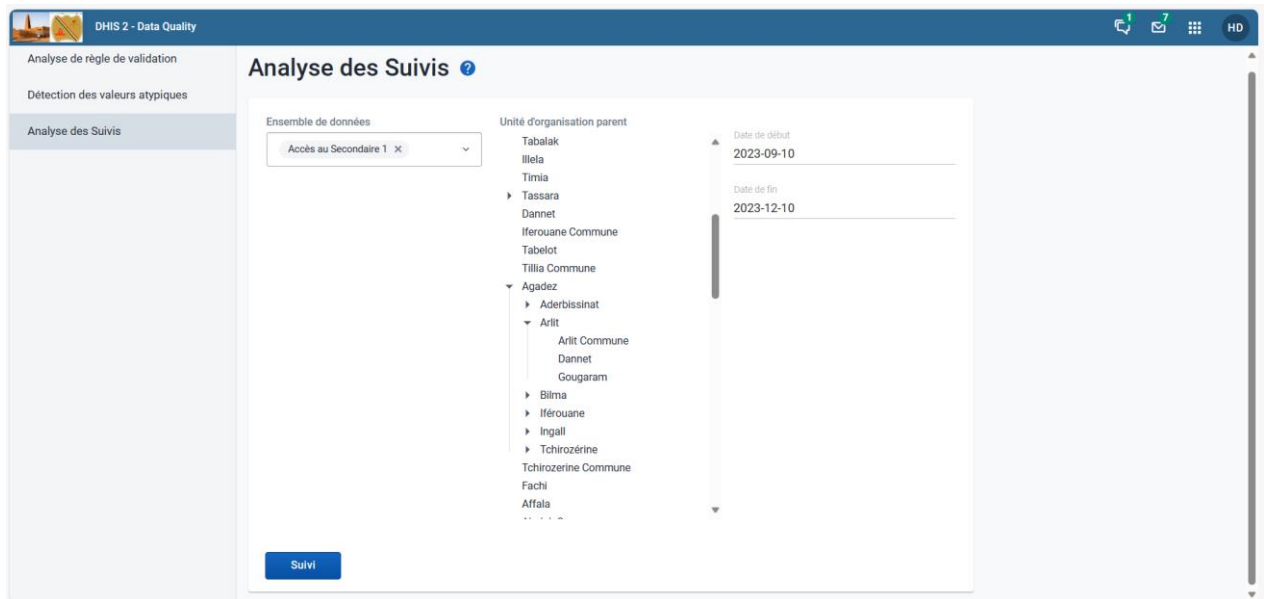 DHIS 2 - Data Quality
1
7
HD
Analyse de règle de validation
Détection des valeurs atypiques
Analyse des Suivis
Analyse des Suivis ?
Ensemble de données
Accès au Secondaire 1
Unité d'organisation parent
Tabalak
Illela
Timia
Tassara
Dannet
Iferouane Commune
Tabelot
Tillia Commune
Agadez
Aderbissinat
Arlit
Arlit Commune
Dannet
Gougaram
Bilma
Iférouane
Ingall
Tchirozérine
Tchirozerine Commune
Fachi
Affala
Date de début
2023-09-10
Date de fin
2023-12-10
Suivi